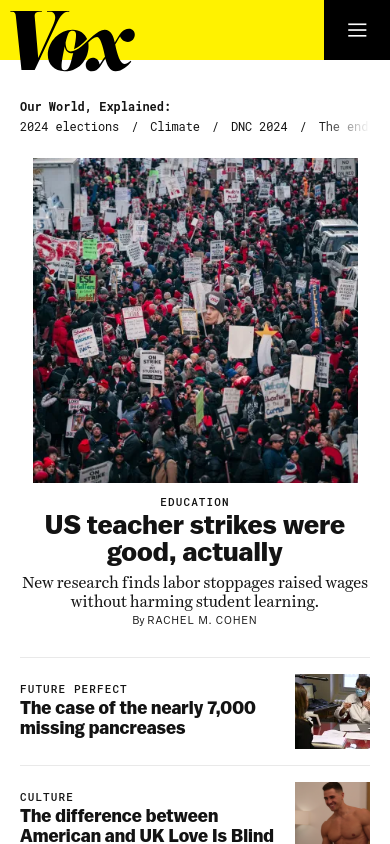 Vox
Our World, Explained:
2024 elections / Climate / DNC 2024 / The end
EDUCATION
US teacher strikes were
good, actually
New research finds labor stoppages raised wages
without harming student learning.
By RACHEL M. COHEN
FUTURE PERFECT
The case of the nearly 7,000
missing pancreases
CULTURE
The difference between
American and UK Love Is Blind